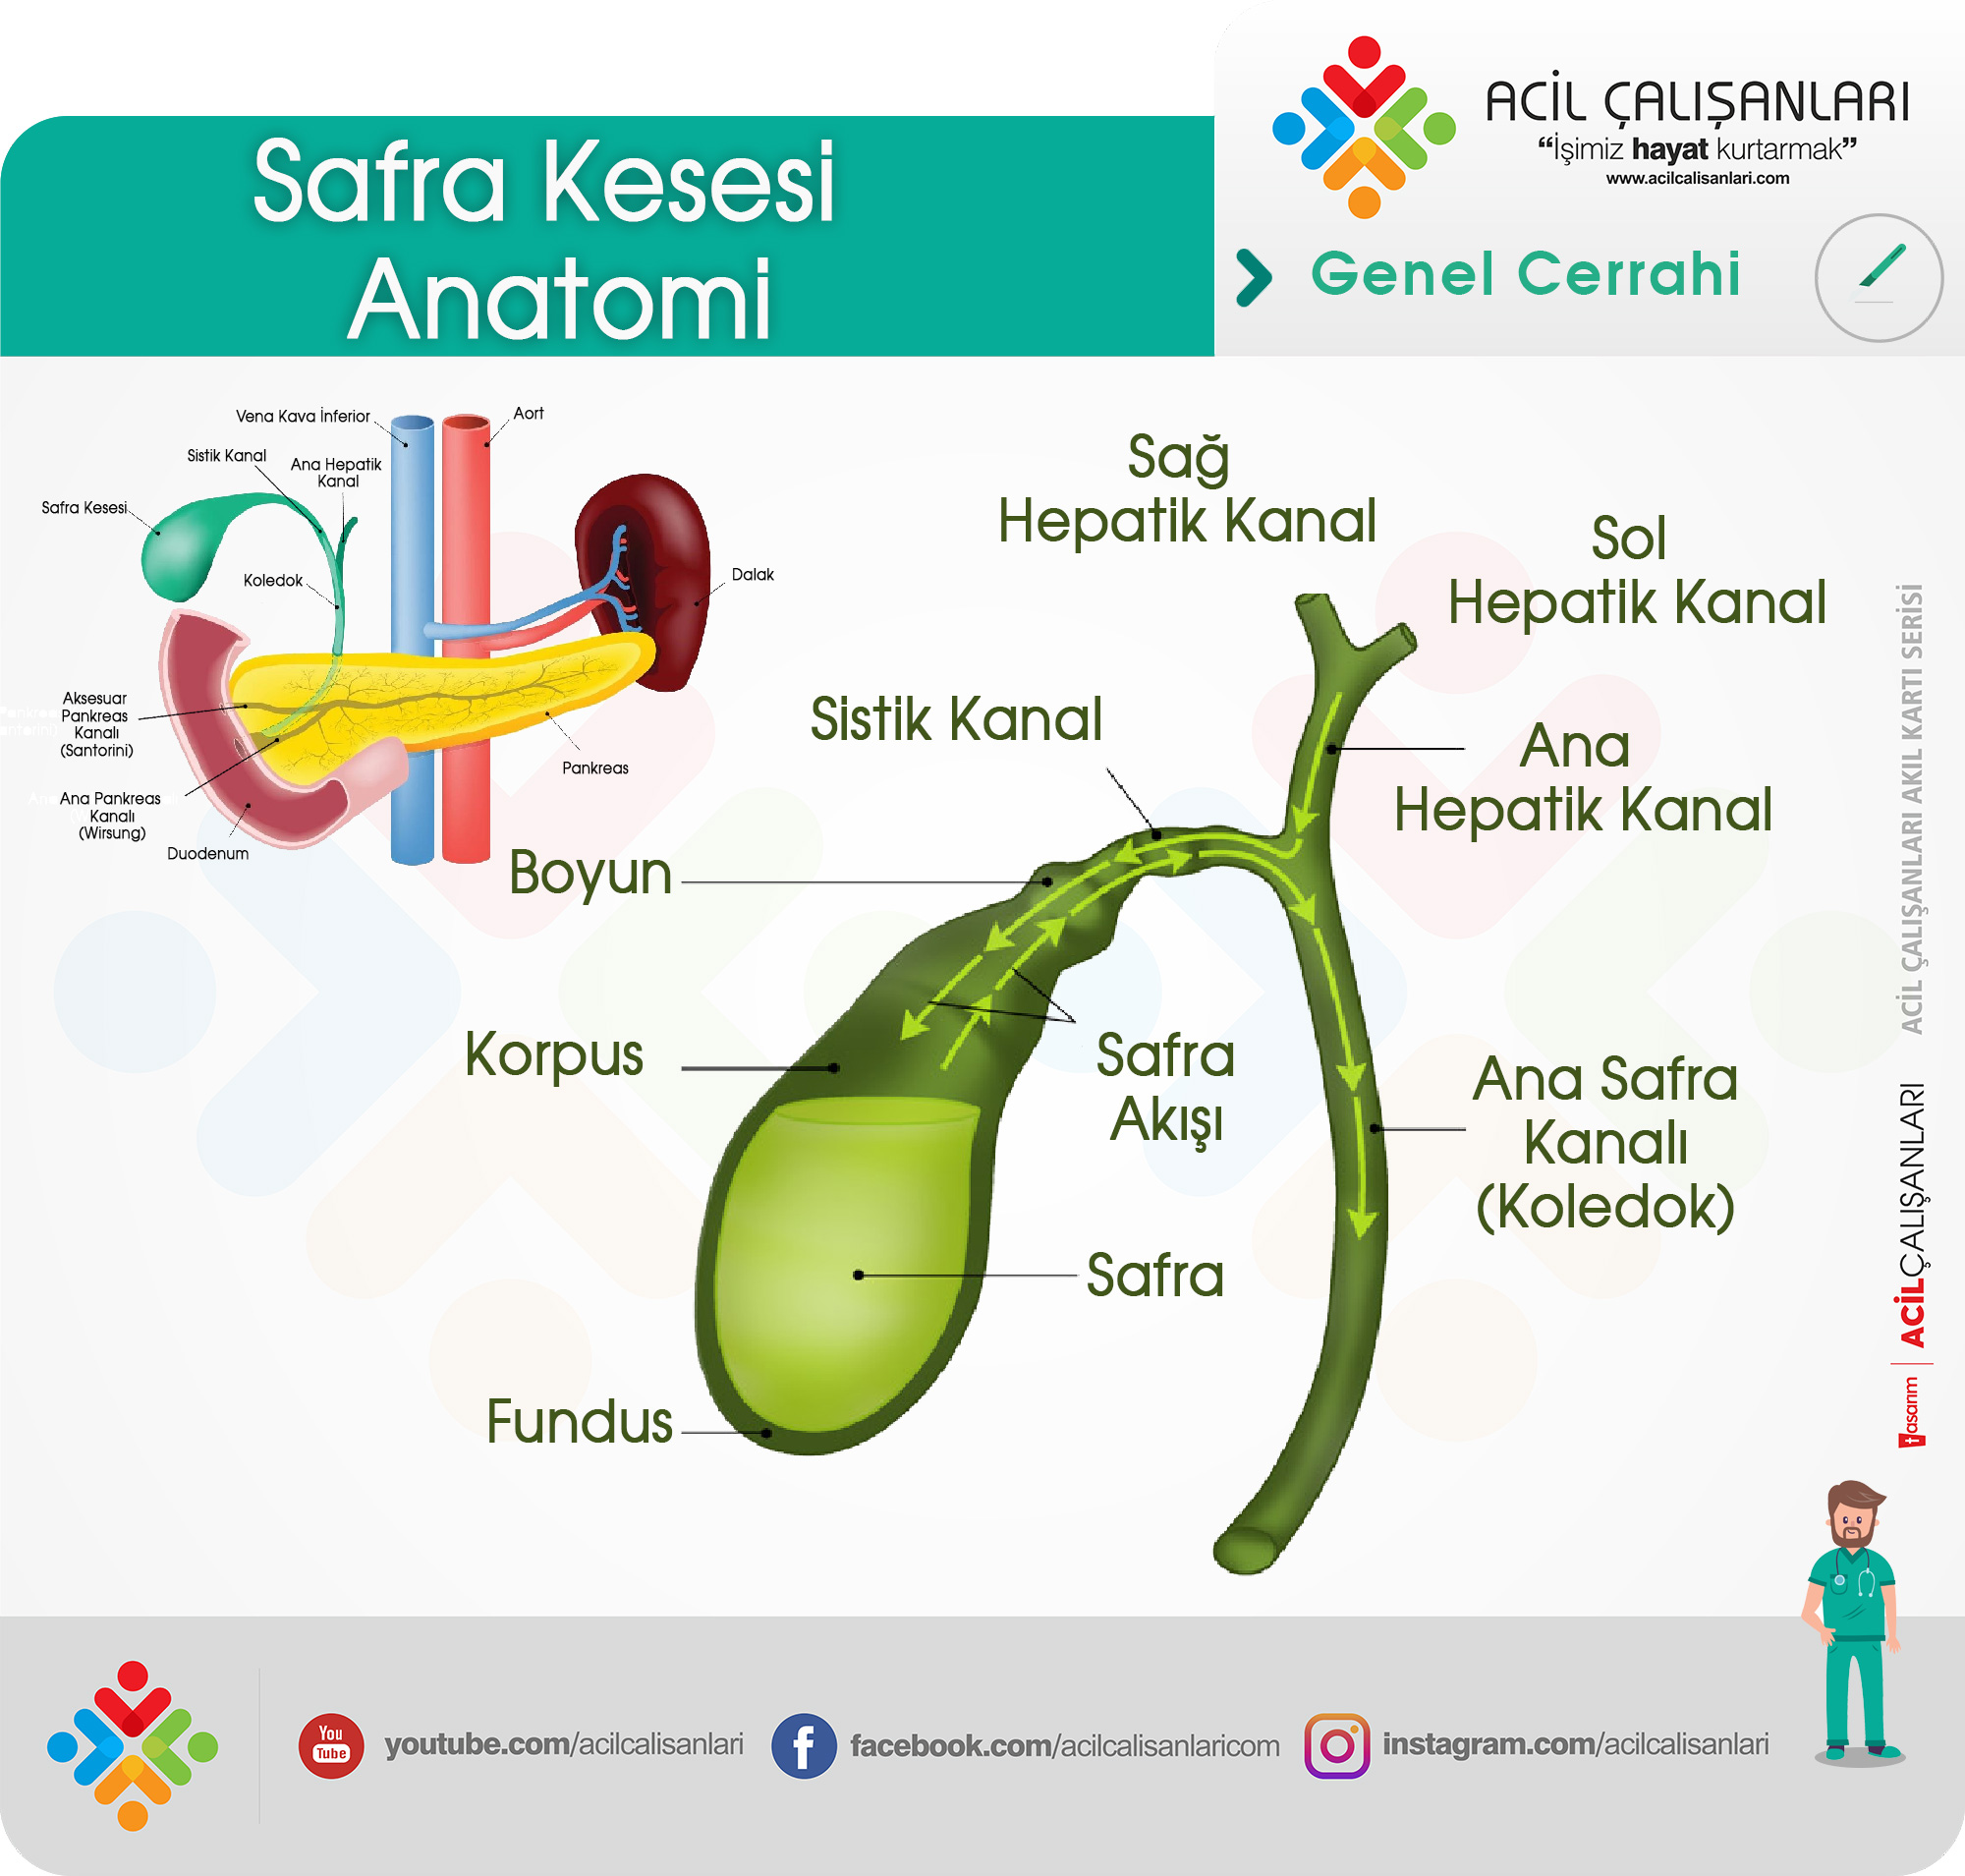 Safra Kesesi
Anatomi
ACİL ÇALIŞANLARI
“İşimiz hayat kurtarmak”
www.acilcalisanlari.com
Genel Cerrahi
Vena Kava İnferior
Aort
Sistik Kanal
Ana Hepatik
Kanal
Safra Kesesi
Koledok
Dalak
Aksesuar
Pankreas
Kanalı
(Santorini)
Ana Pankreas
Kanalı
(Wirsung)
Duodenum
Pankreas
Sağ
Hepatik Kanal
Sol
Hepatik Kanal
Sistik Kanal
Ana
Hepatik Kanal
Boyun
Korpus
Safra
Akışı
Ana Safra
Kanalı
(Koledok)
Safra
Fundus
ACİL ÇALIŞANLARI AKIL KARTI SERİSİ
tasarım | ACİLÇALIŞANLARI
You
Tube
youtube.com/acilcalisanlari
f
facebook.com/acilcalisanlaricom
instagram.com/acilcalisanlari